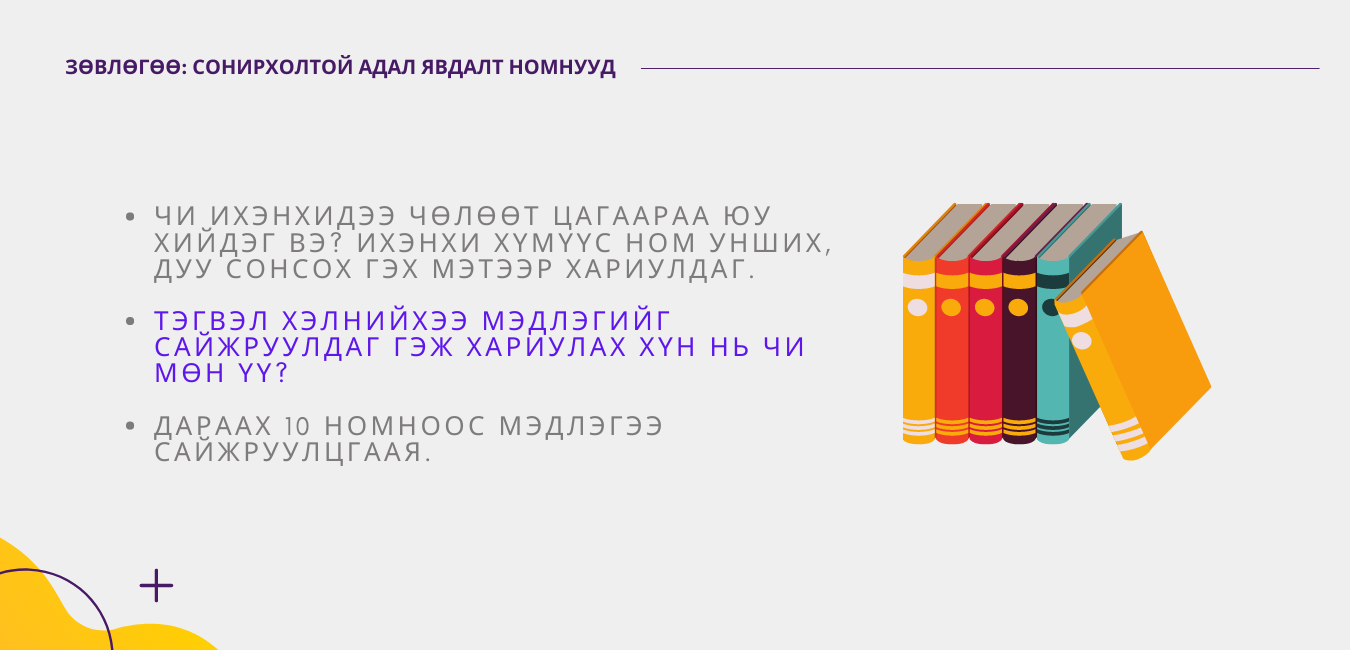 ЗӨВЛӨГӨӨ: СОНИРХОЛТОЙ АДАЛ ЯВДАЛТ НОМНУУД
• ЧИ ИХЭНХИДЭЭ ЧӨЛӨӨТ ЦАГААРАА ЮУ
ХИЙДЭГ ВЭ? ИХЭНХИ ХҮМҮҮС НОМ УНШИХ,
ДУУ СОНСОХ ГЭХ МЭТЭЭР ХАРИУЛДАГ.
• ТЭГВЭЛ ХЭЛНИЙХЭЭ МЭДЛЭГИЙГ
САЙЖРУУЛДАГ ГЭЖ ХАРИУЛАХ ХҮН НЬ ЧИ
МӨН ҮҮ?
• ДАРААХ 10 НОМНООС МЭДЛЭГЭЭ
САЙЖРУУЛЦГААЯ.